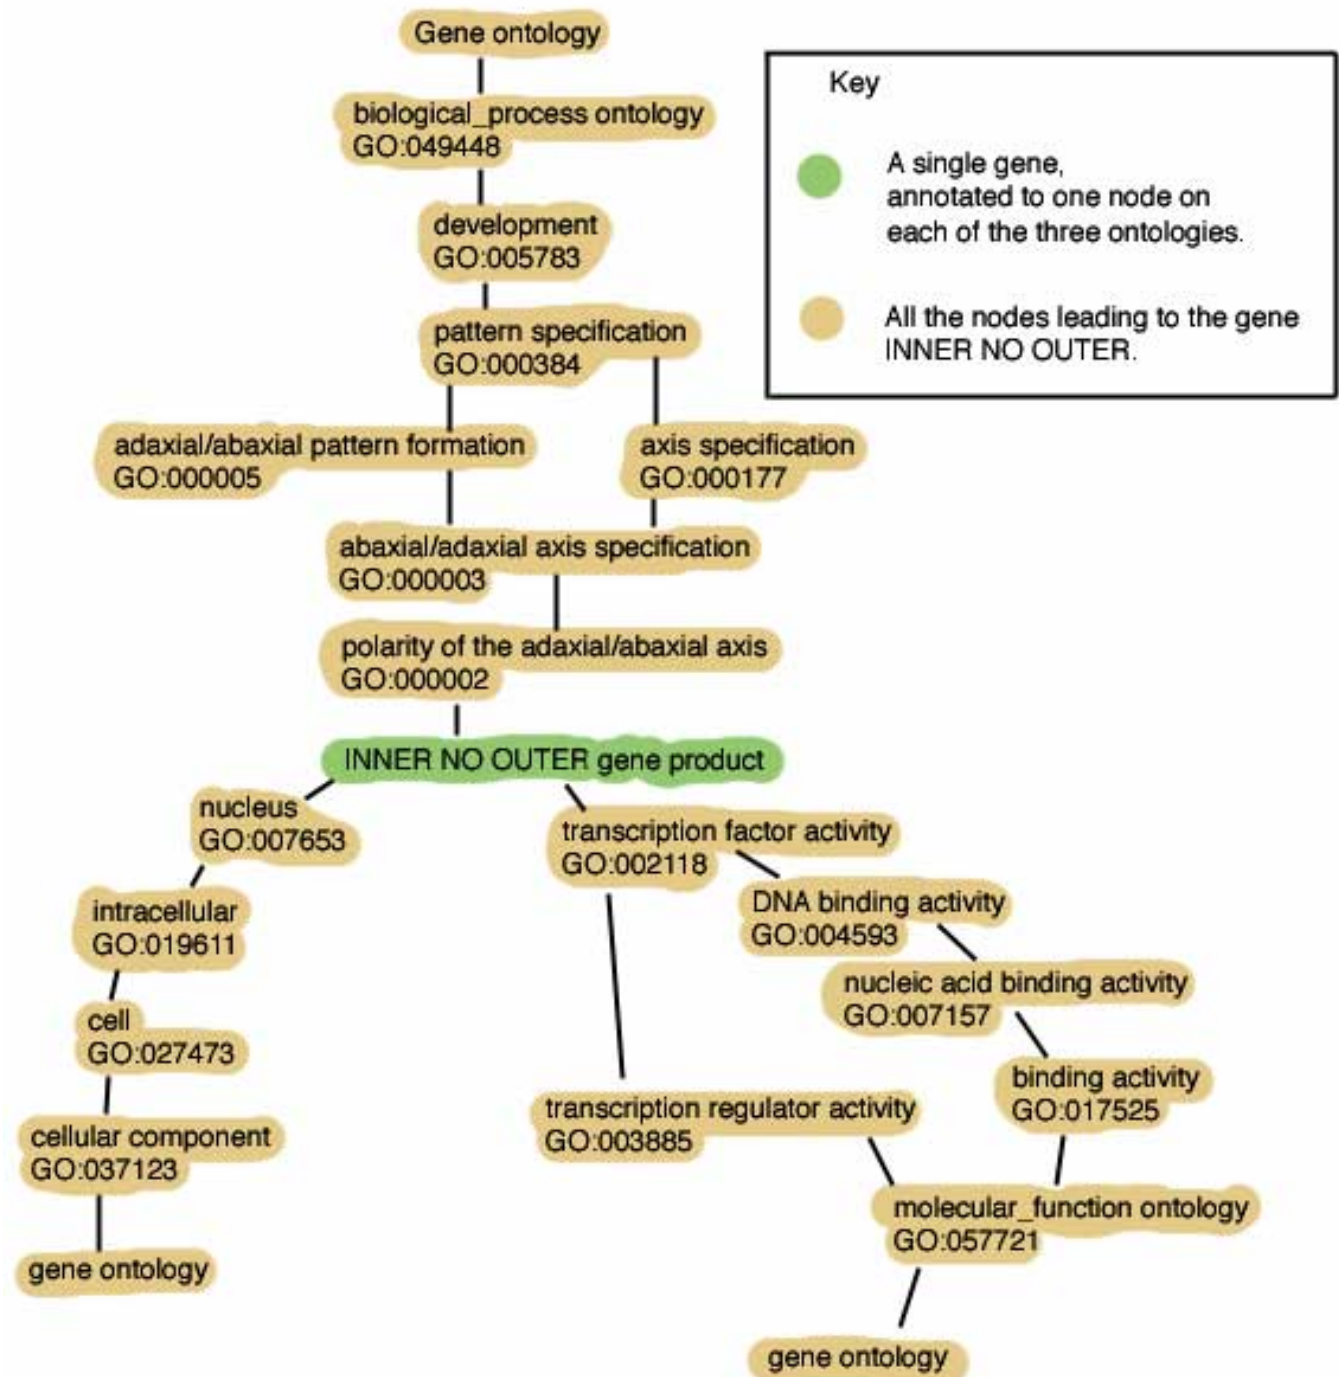 Gene ontology
biological_process ontology
GO:049448
development
GO:005783
pattern specification
GO:000384
adaxial/abaxial pattern formation
GO:000005
axis specification
GO:000177
abaxial/adaxial axis specification
GO:000003
polarity of the adaxial/abaxial axis
GO:000002
INNER NO OUTER gene product
nucleus
GO:007653
intracellular
GO:019611
cell
GO:027473
cellular component
GO:037123
gene ontology
transcription factor activity
GO:002118
DNA binding activity
GO:004593
nucleic acid binding activity
GO:007157
binding activity
GO:017525
transcription regulator activity
GO:003885
molecular_function ontology
GO:057721
gene ontology
Key
A single gene,
annotated to one node on
each of the three ontologies.
All the nodes leading to the gene
INNER NO OUTER.